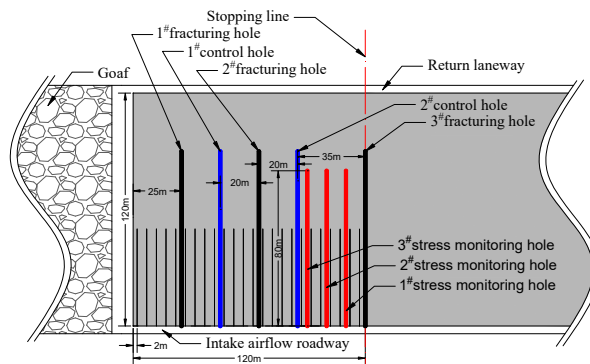 Stopping line
1#fracturing hole
1#control hole
2#fracturing hole
Goaf
Return laneway
2#control hole
3#fracturing hole
35m
20m
25m
20m
120m
80m
3#stress monitoring hole
2#stress monitoring hole
1#stress monitoring hole
Intake airflow roadway
2m
120m